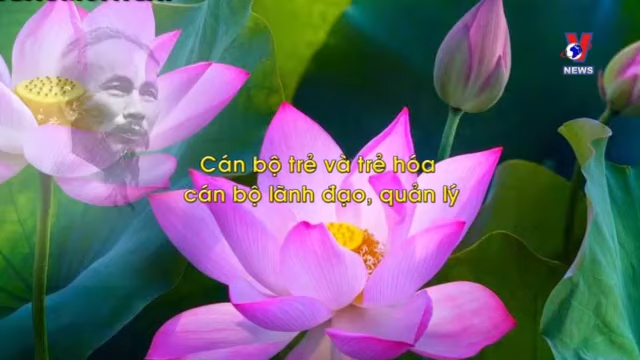 V
NEWS
Cán bộ trẻ và trẻ hóa
cán bộ lãnh đạo, quản lý